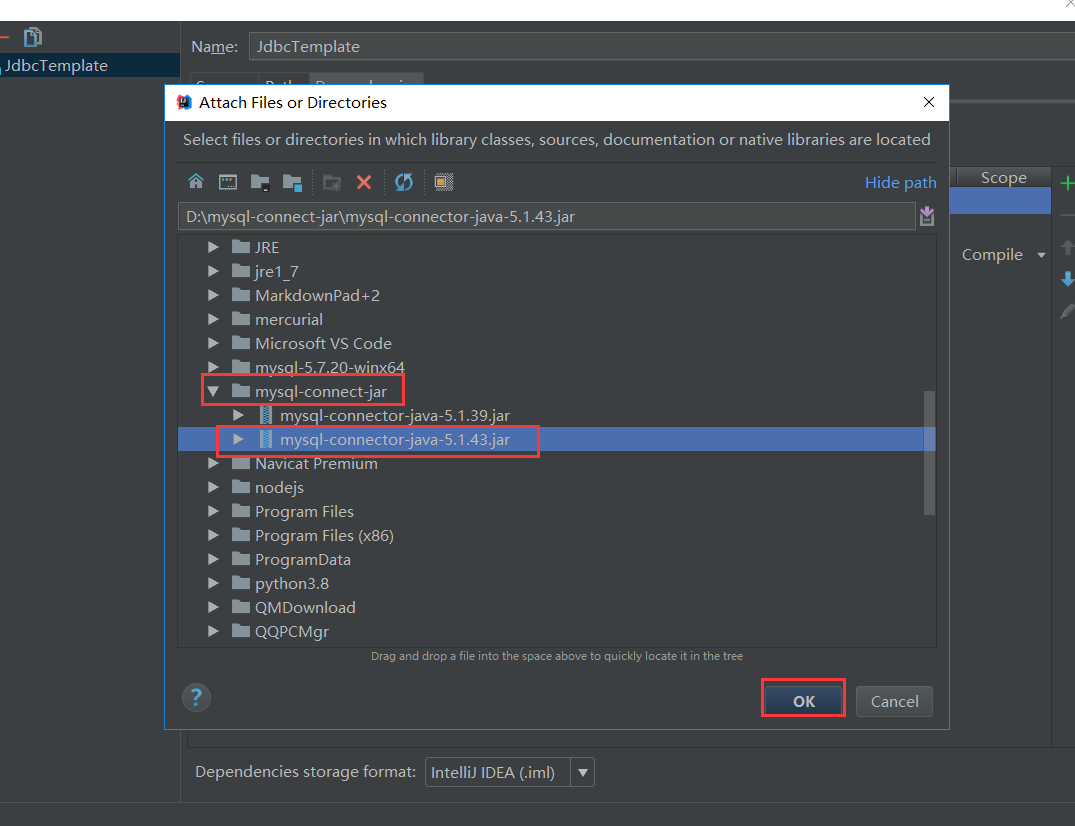 Name: JdbcTemplate
JdbcTemplate
Attach Files or Directories
Select files or directories in which library classes, sources, documentation or native libraries are located
Hide path
Scope
D:\mysql-connect-jar\mysql-connector-java-5.1.43.jar
Compile
JRE
jre1_7
MarkdownPad+2
mercurial
Microsoft VS Code
mysql-5.7.20-winx64
mysql-connect-jar
mysql-connector-java-5.1.39.jar
mysql-connector-java-5.1.43.jar
Navicat Premium
nodejs
Program Files
Program Files (x86)
ProgramData
python3.8
QMDownload
QQPCMgr
Drag and drop a file into the space above to quickly locate it in the tree
? OK Cancel
Dependencies storage format: IntelliJ IDEA (.iml)